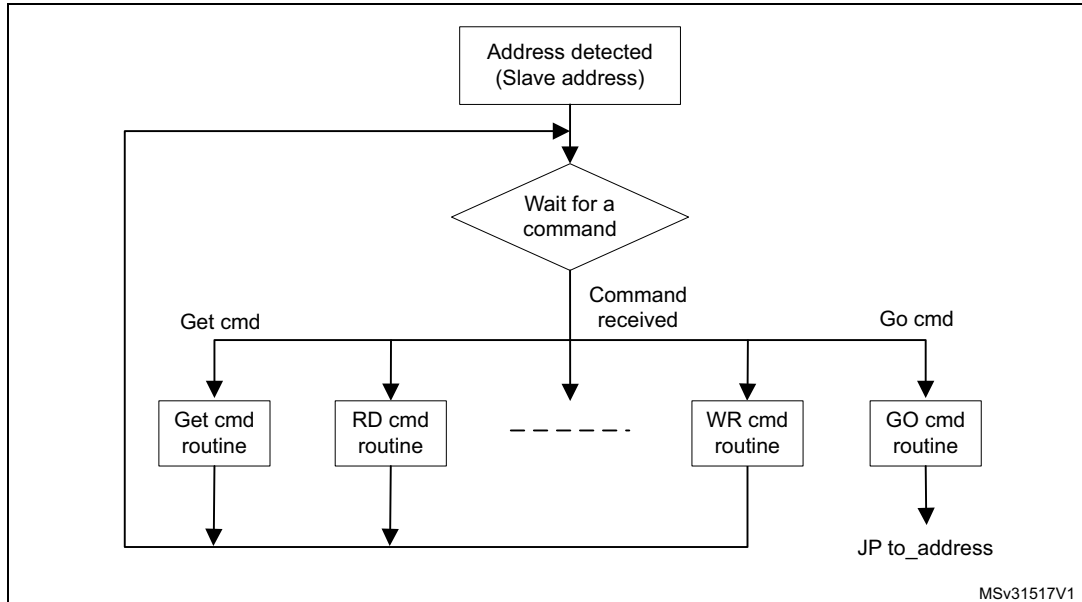 Address detected
(Slave address)
Wait for a
command
Command
received
Get cmd
Go cmd
Get cmd
routine
RD cmd
routine
WR cmd
routine
GO cmd
routine
JP to_address
MSv31517V1